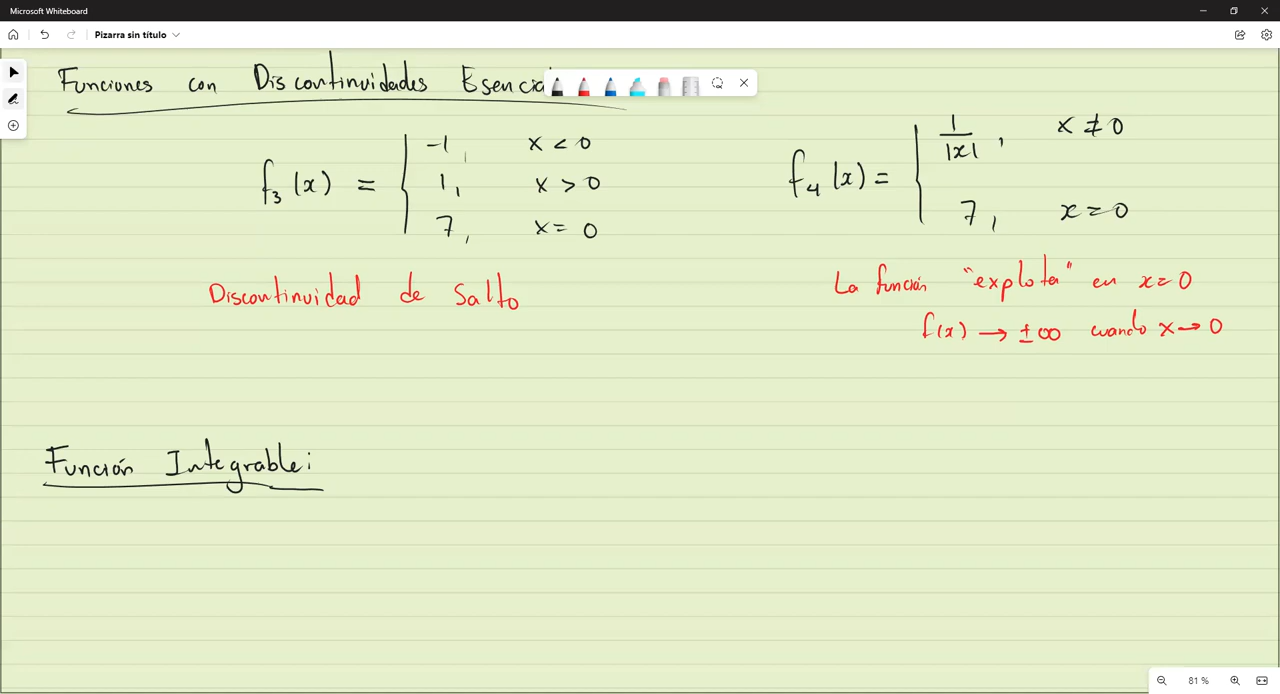 Microsoft Whiteboard
Pizarra sin título
Funciones con Discontinuidades
f₃(x) = { -1, x < 0
1, x > 0
7, x = 0
f₄(x) = { 1/|x|, x ≠ 0
7, x = 0
Discontinuidad de Salto
La función "explota" en x = 0
f(x) → ±∞ cuando x → 0
Función Integrable:
81 %